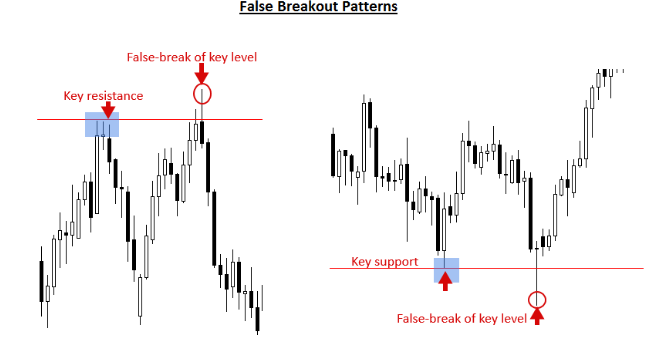 False Breakout Patterns
False-break of key level
Key resistance
Key support
False-break of key level